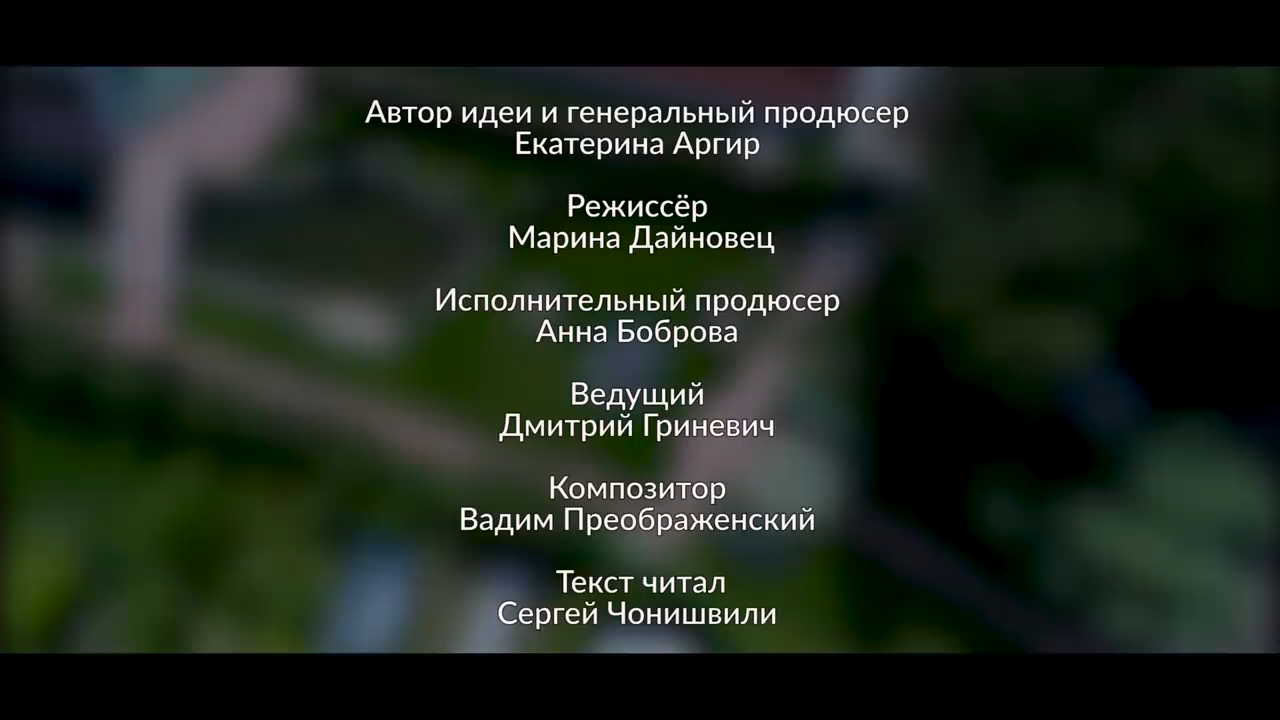 Автор идеи и генеральный продюсер
Екатерина Аргир
Режиссёр
Марина Дайновец
Исполнительный продюсер
Анна Боброва
Ведущий
Дмитрий Гриневич
Композитор
Вадим Преображенский
Текст читал
Сергей Чонишвили